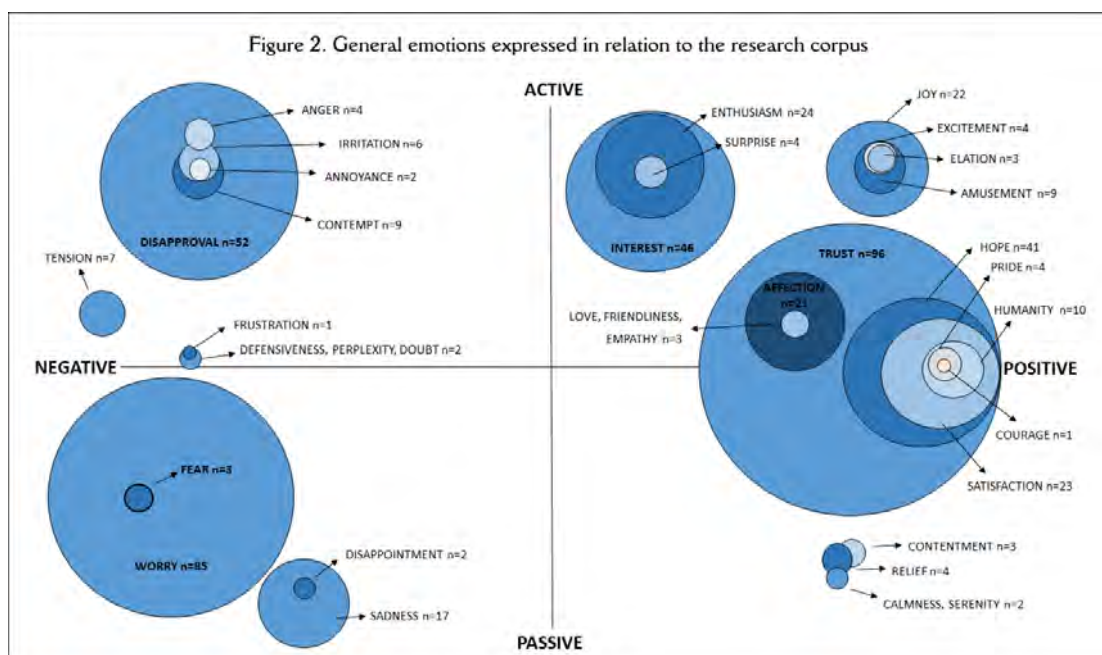 Figure 2. General emotions expressed in relation to the research corpus
ACTIVE
ANGER n=4
IRRITATION n=6
ANNOYANCE n=2
CONTEMPT n=9
DISAPPROVAL n=52
TENSION n=7
FRUSTRATION n=1
DEFENSIVENESS, PERPLEXITY, DOUBT n=2
NEGATIVE
ENTHUSIASM n=24
SURPRISE n=4
INTEREST n=46
JOY n=22
EXCITEMENT n=4
ELATION n=3
AMUSEMENT n=9
TRUST n=96
HOPE n=41
PRIDE n=4
HUMANITY n=10
AFFECTION
n=21
LOVE, FRIENDLINESS,
EMPATHY n=3
POSITIVE
COURAGE n=1
SATISFACTION n=23
FEAR n=3
WORRY n=85
DISAPPOINTMENT n=2
SADNESS n=17
CONTENTMENT n=3
RELIEF n=4
CALMNESS, SERENITY n=2
PASSIVE